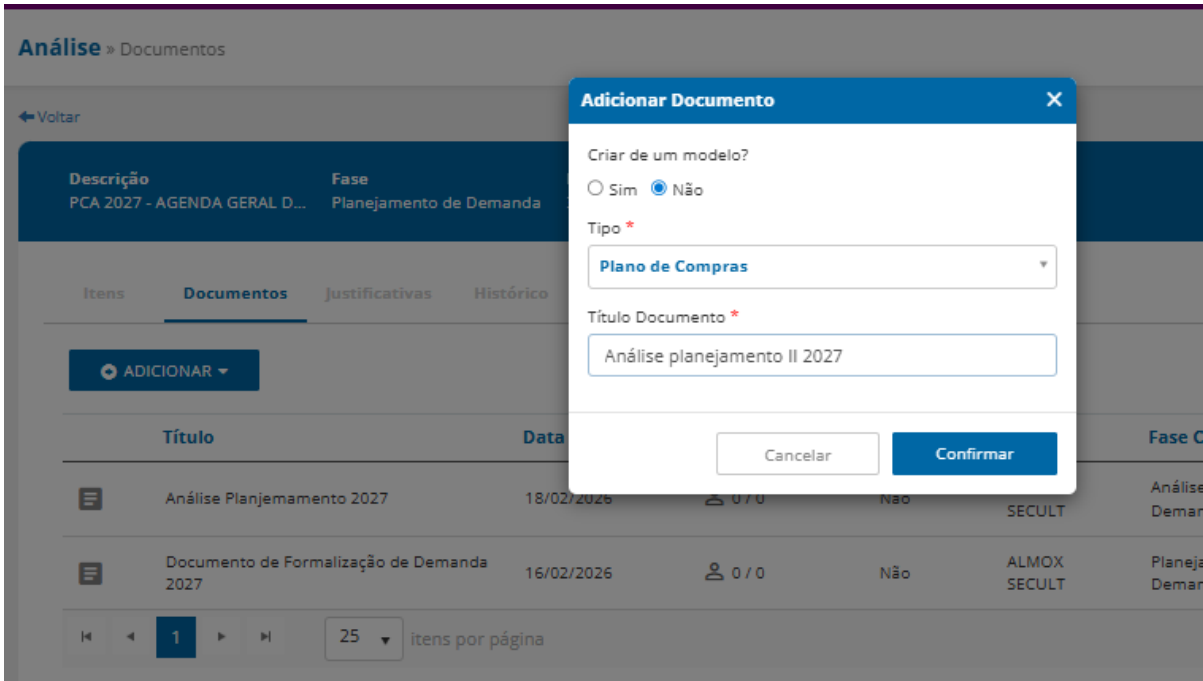 Análise » Documentos
Voltar
Descrição
PCA 2027 - AGENDA GERAL D...
Fase
Planejamento de Demanda
Itens Documentos Justificativas Histórico
ADICIONAR
Adicionar Documento
Criar de um modelo?
Sim Não
Tipo *
Plano de Compras
Título Documento *
Análise planejamento II 2027
Cancelar Confirmar
Título Data Fase
Análise Planjemamento 2027 18/02/2026 0 / 0 Não SECULT Análise
Documento de Formalização de Demanda
2027
16/02/2026 0 / 0 Não
ALMOX
SECULT
1 25 itens por página